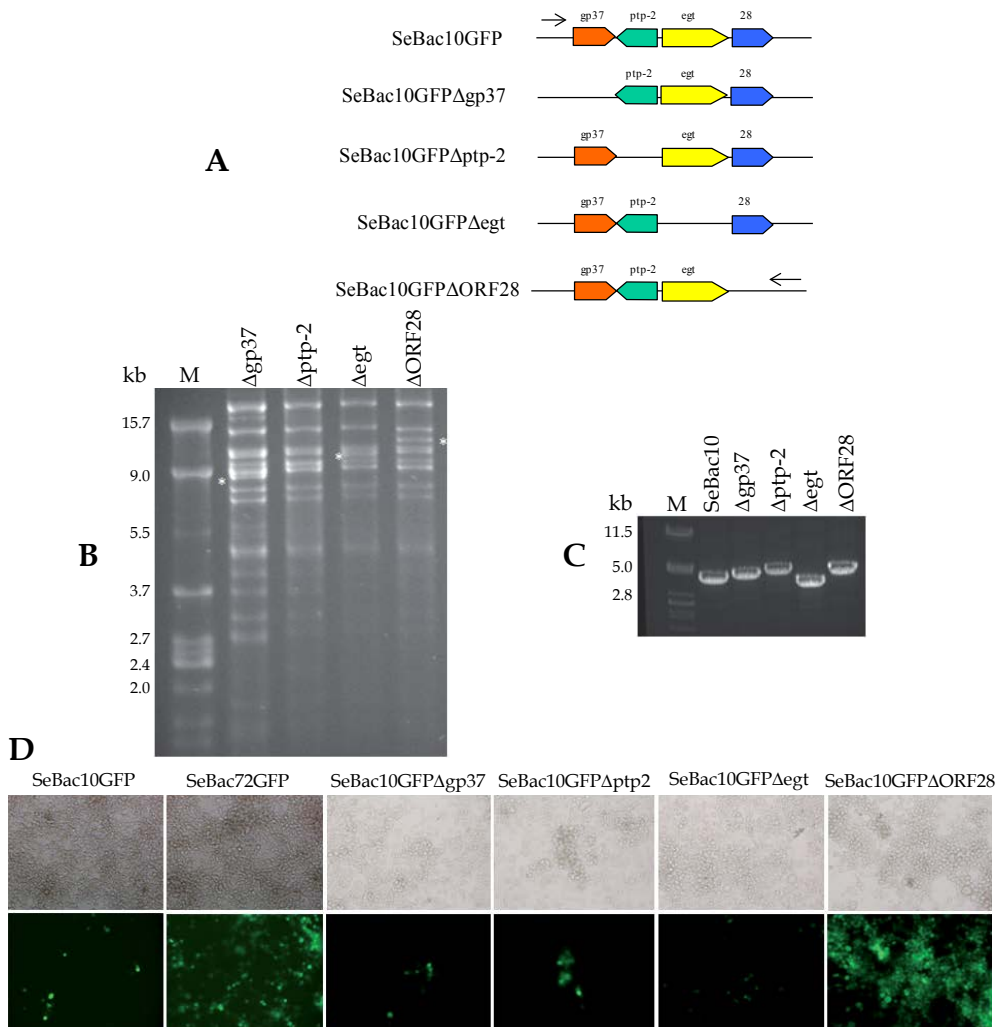 gp37 ptp-2 egt 28
SeBac10GFP
ptp-2 egt 28
SeBac10GFPΔgp37
gp37 egt 28
SeBac10GFPΔptp-2
A
gp37 ptp-2 28
SeBac10GFPΔegt
gp37 ptp-2 egt
SeBac10GFPΔORF28
kb M Δgp37 Δptp-2 Δegt ΔORF28
15.7
*
*
9.0
*
5.5
B
3.7
2.7
2.4
2.0
kb M SeBac10 Δgp37 Δptp-2 Δegt ΔORF28
11.5
C
5.0
2.8
D
SeBac10GFP SeBac72GFP SeBac10GFPΔgp37 SeBac10GFPΔptp2 SeBac10GFPΔegt SeBac10GFPΔORF28